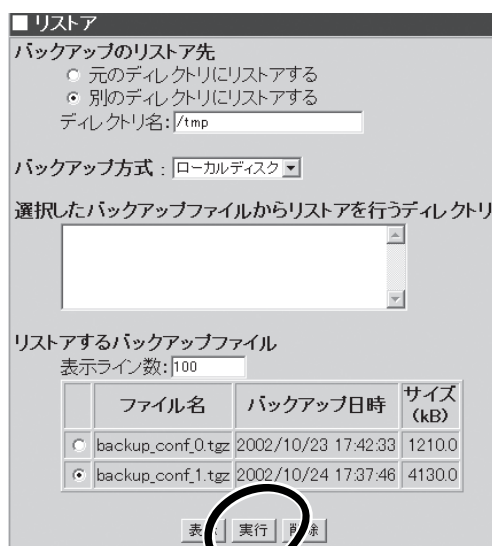 ■ リストア
バックアップのリストア先
元のディレクトリにリストアする
別のディレクトリにリストアする
ディレクトリ名: /tmp
バックアップ方式 : ローカルディスク
選択したバックアップファイルからリストアを行うディレクトリ
リストアするバックアップファイル
表示ライン数: 100
ファイル名 バックアップ日時 サイズ
(kB)
backup_conf_0.tgz 2002/10/23 17:42:33 1210.0
backup_conf_1.tgz 2002/10/24 17:37:46 4130.0
実行